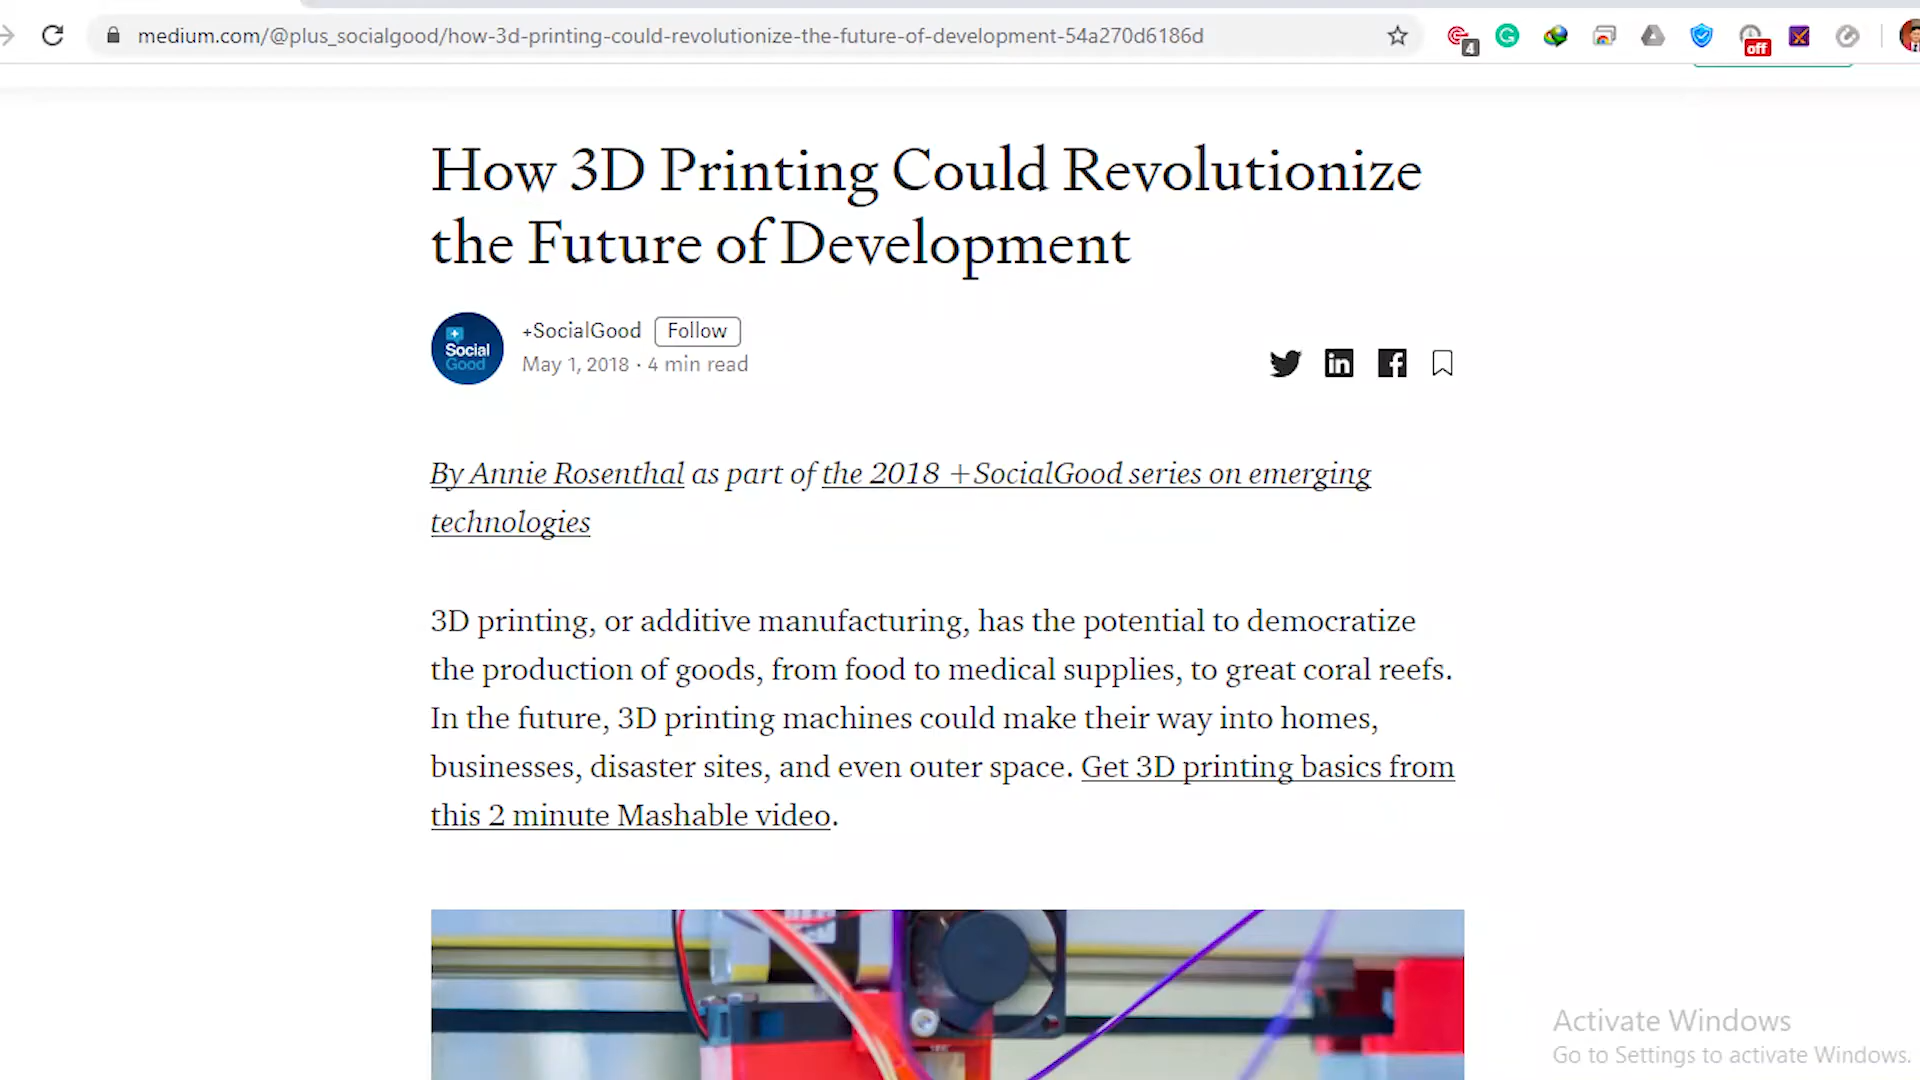 medium.com/@plus_socialgood/how-3d-printing-could-revolutionize-the-future-of-development-54a270d6186d
4
off
How 3D Printing Could Revolutionize
the Future of Development
+SocialGood Follow
May 1, 2018 · 4 min read
Social
Good
in
By Annie Rosenthal as part of the 2018 +SocialGood series on emerging
technologies
3D printing, or additive manufacturing, has the potential to democratize
the production of goods, from food to medical supplies, to great coral reefs.
In the future, 3D printing machines could make their way into homes,
businesses, disaster sites, and even outer space. Get 3D printing basics from
this 2 minute Mashable video.
Activate Windows
Go to Settings to activate Windows.